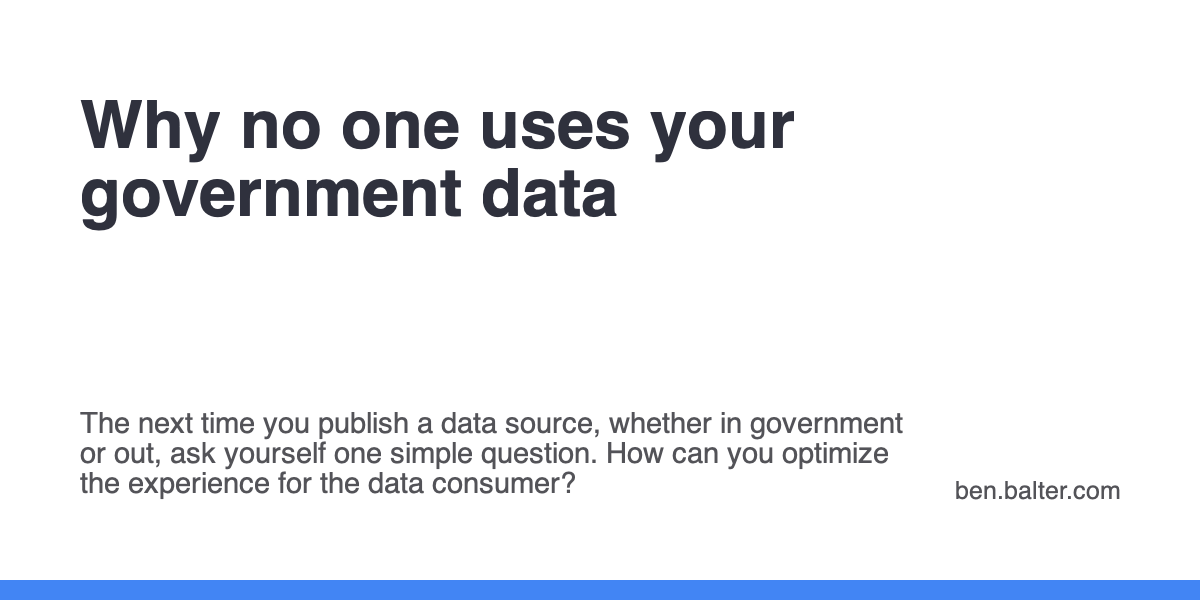 Why no one uses your
government data
The next time you publish a data source, whether in government
or out, ask yourself one simple question. How can you optimize
the experience for the data consumer?
ben.balter.com